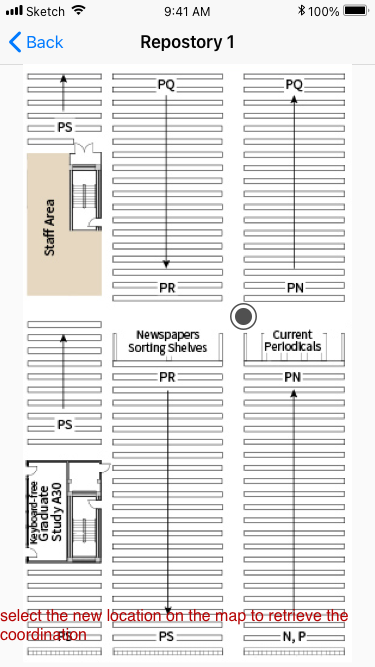 Sketch 9:41 AM 100%
Back Repostory 1
PQ PQ
PS
Staff Area
PR PN
Newspapers
Sorting Shelves
Current
Periodicals
PR PN
PS
Keyboard-free
Graduate
Study A30
select the new location on the map to retrieve the
coordination
PS PS N, P